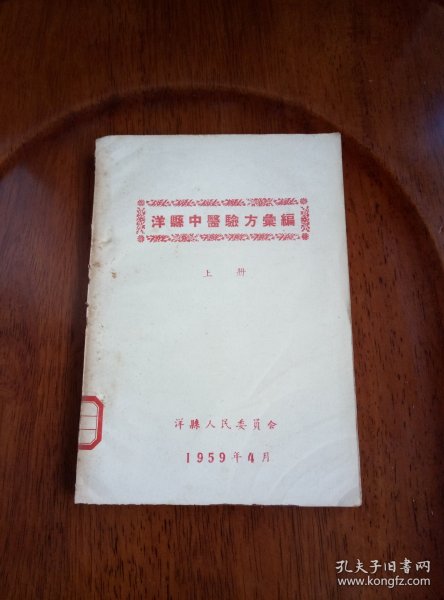 洋縣中醫驗方彙編
上册
洋縣人民委員会
1959年4月
孔夫子旧书网
www.kongfz.com